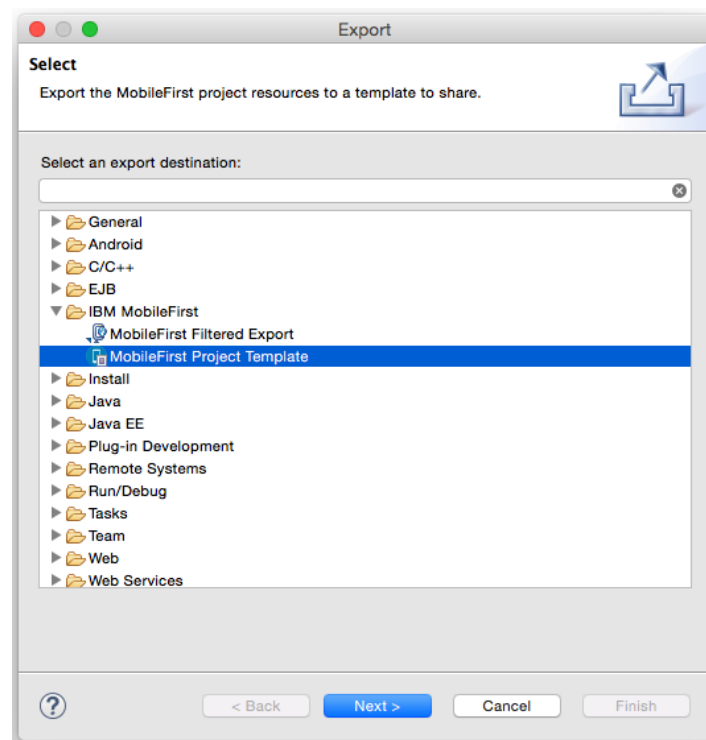 Export
Select
Export the MobileFirst project resources to a template to share.
Select an export destination:
General
Android
C/C++
EJB
IBM MobileFirst
MobileFirst Filtered Export
MobileFirst Project Template
Install
Java
Java EE
Plug-in Development
Remote Systems
Run/Debug
Tasks
Team
Web
Web Services
? < Back Next > Cancel Finish